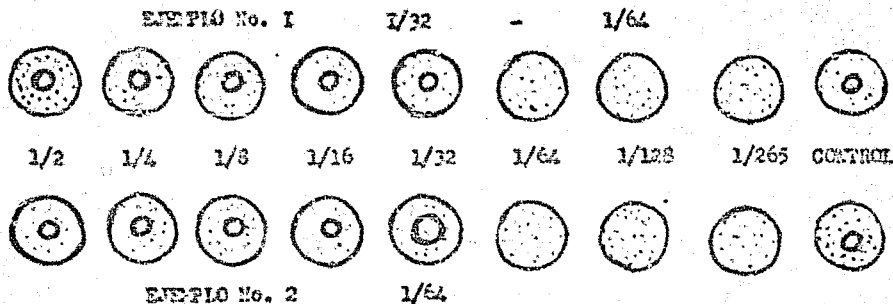 EJEMPLO No. I 1/32 - 1/64
1/2 1/4 1/8 1/16 1/32 1/64 1/128 1/265 CONTROL
EJEMPLO No. 2 1/64